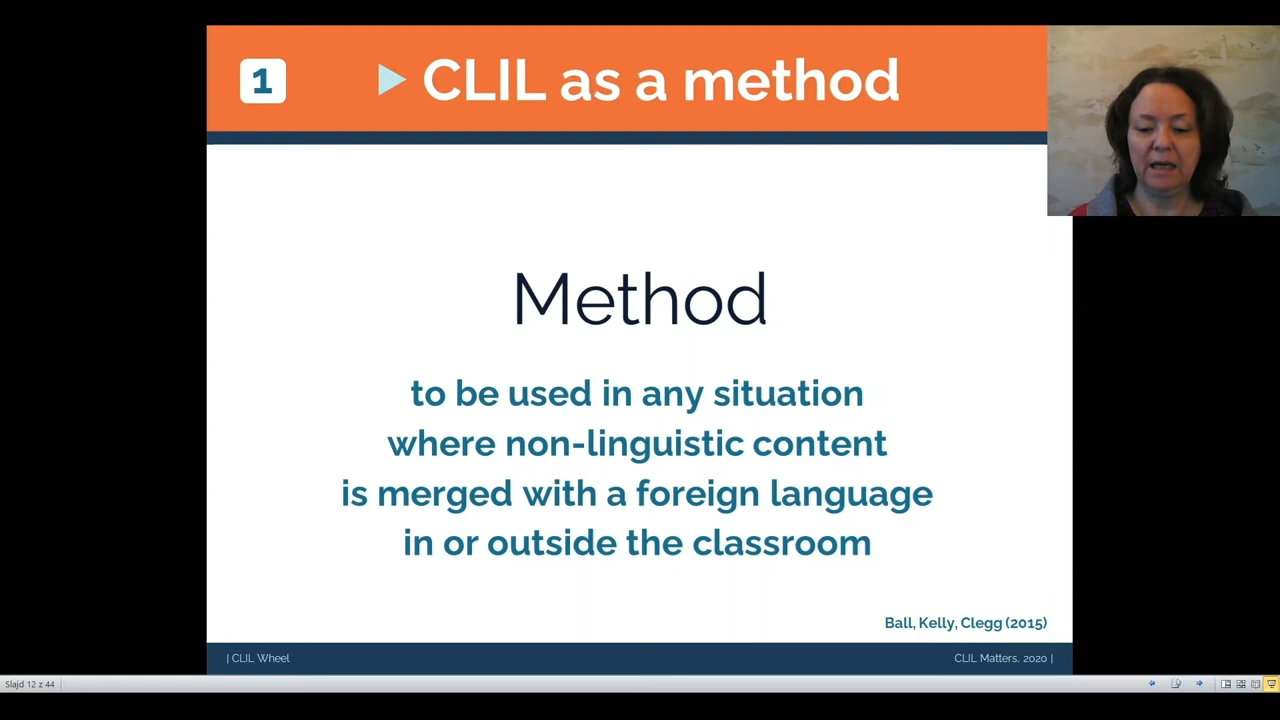 1
CLIL as a method
Method
to be used in any situation
where non-linguistic content
is merged with a foreign language
in or outside the classroom
Ball, Kelly, Clegg (2015)
| CLIL Wheel
CLIL Matters, 2020 |
Slajd 12 z 44